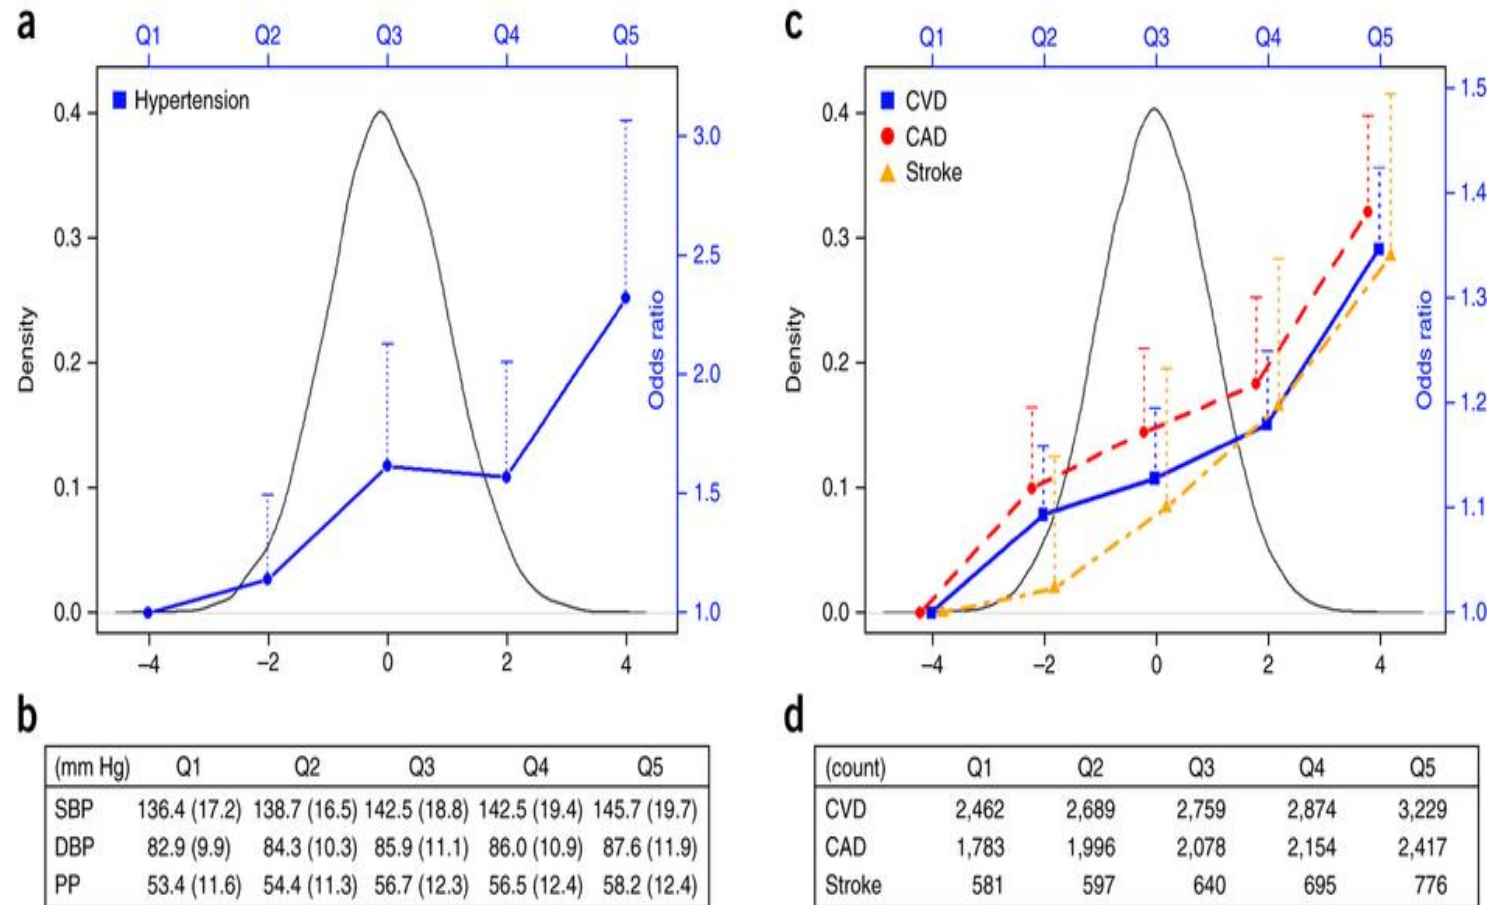 a
Q1 Q2 Q3 Q4 Q5
Hypertension
0.4
0.3
0.2
0.1
0.0
Density
3.0
2.5
2.0
1.5
1.0
Odds ratio
–4 –2 0 2 4
c
Q1 Q2 Q3 Q4 Q5
CVD
CAD
Stroke
0.4
0.3
0.2
0.1
0.0
Density
1.5
1.4
1.3
1.2
1.1
1.0
Odds ratio
–4 –2 0 2 4
b
(mm Hg) Q1 Q2 Q3 Q4 Q5
SBP 136.4 (17.2) 138.7 (16.5) 142.5 (18.8) 142.5 (19.4) 145.7 (19.7)
DBP 82.9 (9.9) 84.3 (10.3) 85.9 (11.1) 86.0 (10.9) 87.6 (11.9)
PP 53.4 (11.6) 54.4 (11.3) 56.7 (12.3) 56.5 (12.4) 58.2 (12.4)
d
(count) Q1 Q2 Q3 Q4 Q5
CVD 2,462 2,689 2,759 2,874 3,229
CAD 1,783 1,996 2,078 2,154 2,417
Stroke 581 597 640 695 776